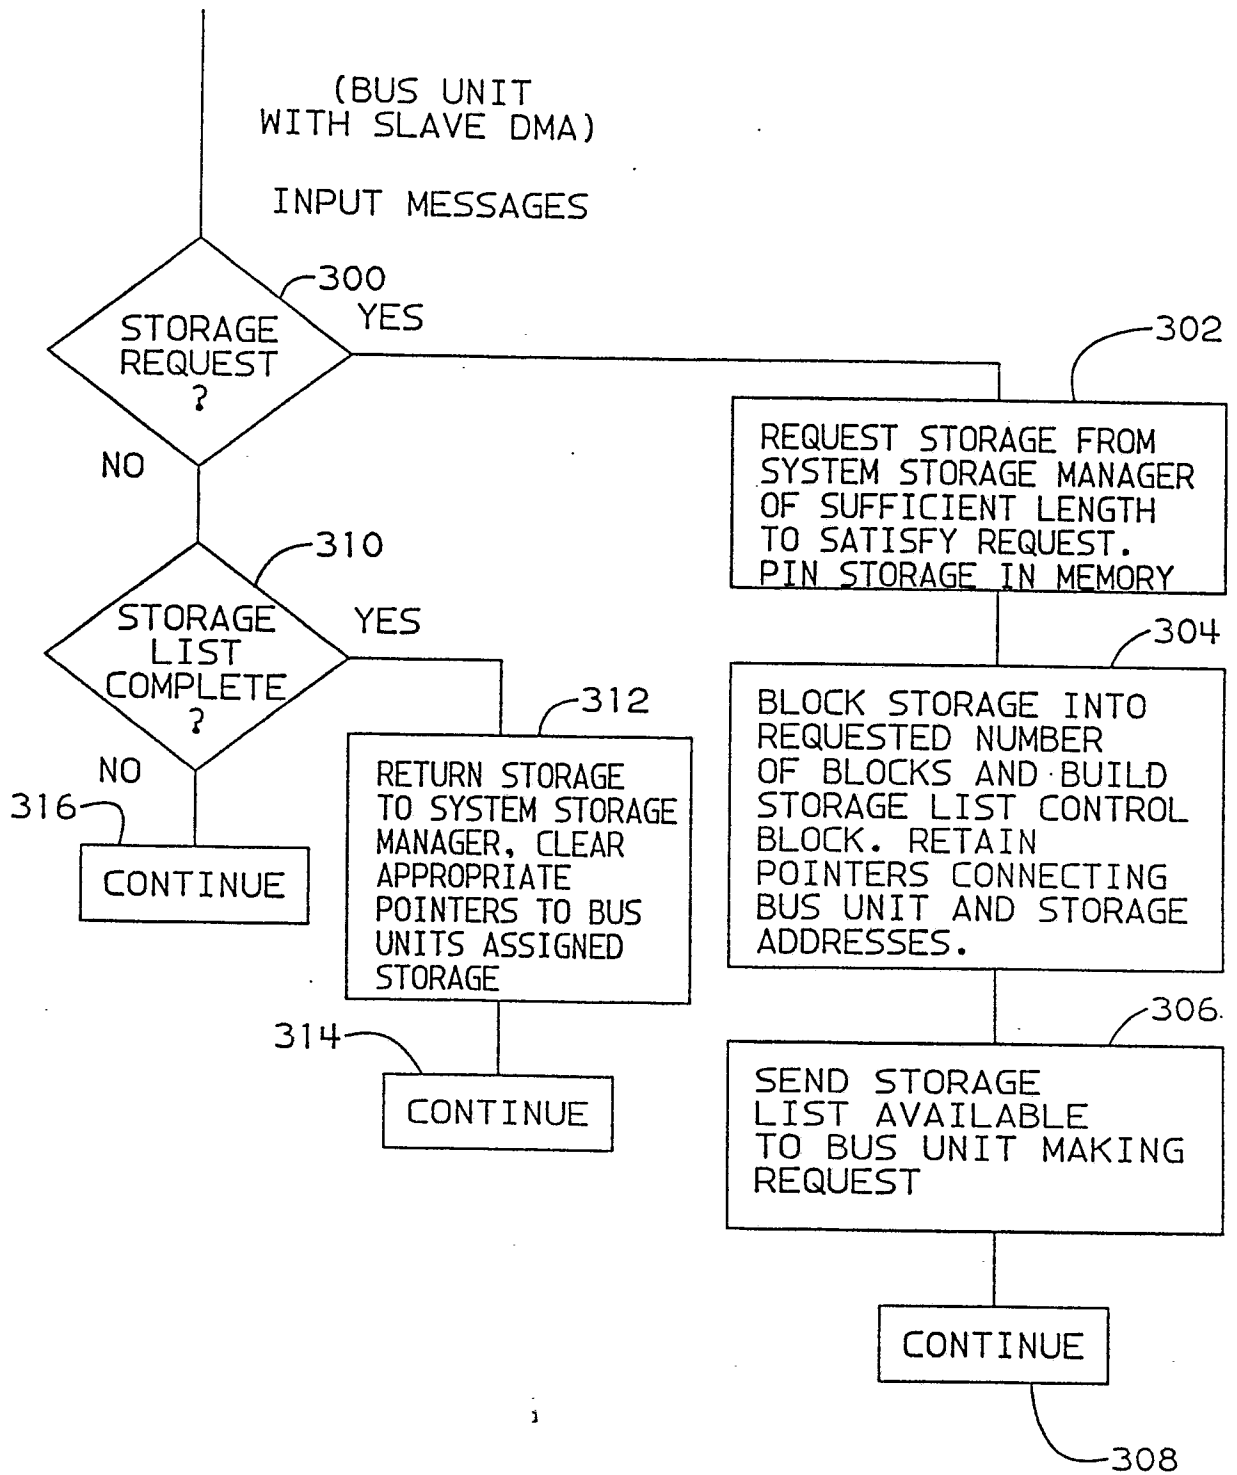 (BUS UNIT
WITH SLAVE DMA)
INPUT MESSAGES
300
STORAGE
REQUEST
?
YES
NO
302
REQUEST STORAGE FROM
SYSTEM STORAGE MANAGER
OF SUFFICIENT LENGTH
TO SATISFY REQUEST.
PIN STORAGE IN MEMORY
310
STORAGE
LIST
COMPLETE
?
YES
NO
304
BLOCK STORAGE INTO
REQUESTED NUMBER
OF BLOCKS AND BUILD
STORAGE LIST CONTROL
BLOCK. RETAIN
POINTERS CONNECTING
BUS UNIT AND STORAGE
ADDRESSES.
312
RETURN STORAGE
TO SYSTEM STORAGE
MANAGER, CLEAR
APPROPRIATE
POINTERS TO BUS
UNITS ASSIGNED
STORAGE
316
CONTINUE
314
CONTINUE
306
SEND STORAGE
LIST AVAILABLE
TO BUS UNIT MAKING
REQUEST
CONTINUE
308